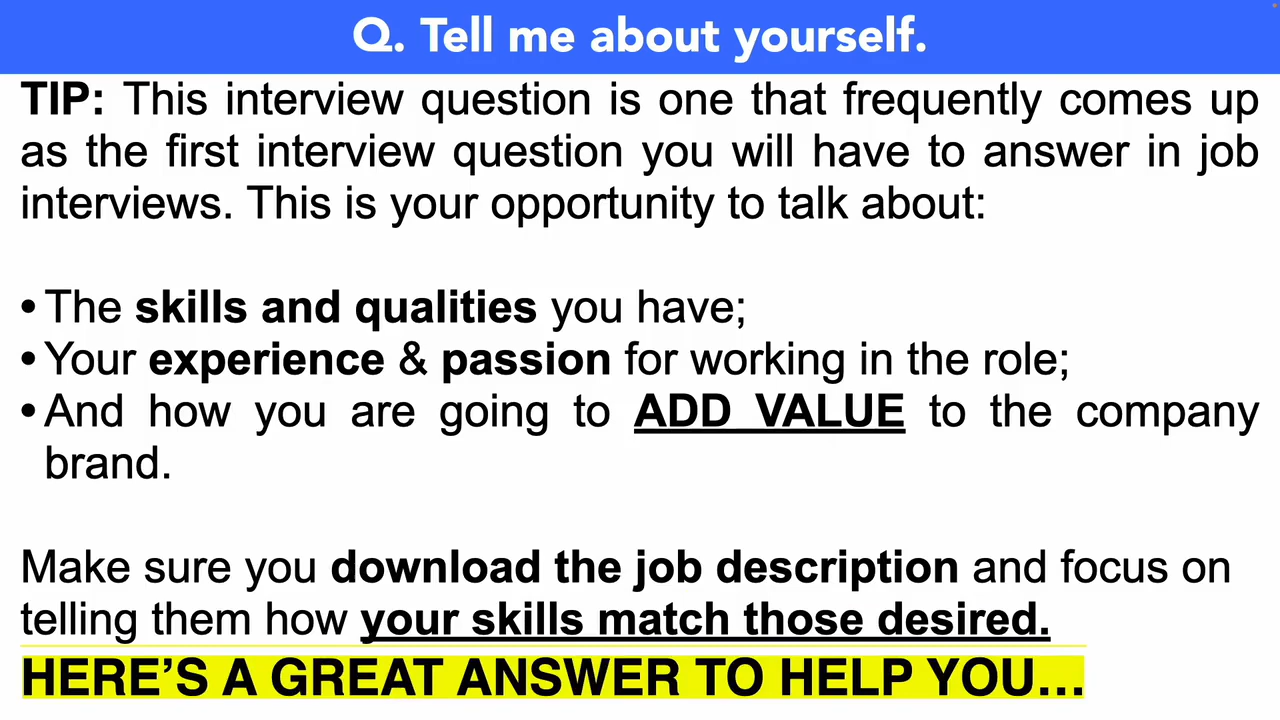 Q. Tell me about yourself.
TIP: This interview question is one that frequently comes up
as the first interview question you will have to answer in job
interviews. This is your opportunity to talk about:
• The skills and qualities you have;
• Your experience & passion for working in the role;
• And how you are going to ADD VALUE to the company
brand.
Make sure you download the job description and focus on
telling them how your skills match those desired.
HERE’S A GREAT ANSWER TO HELP YOU…